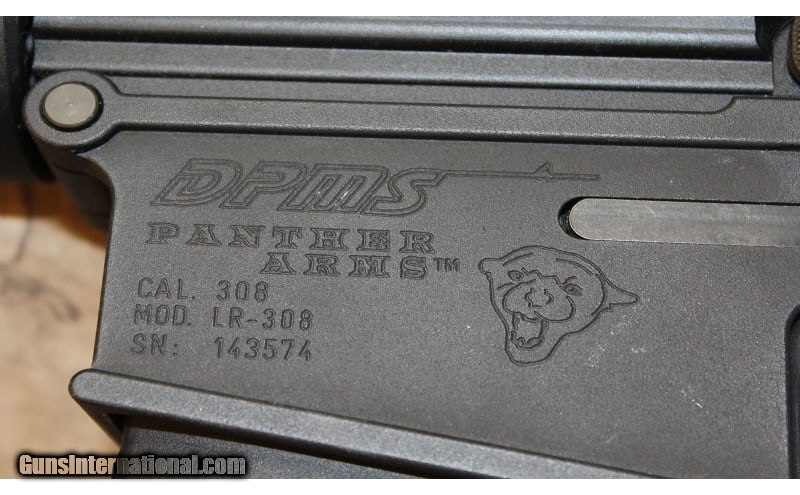 DPMS
PANTHER
ARMS™
CAL. 308
MOD. LR-308
SN: 143574
GunsInternational.com